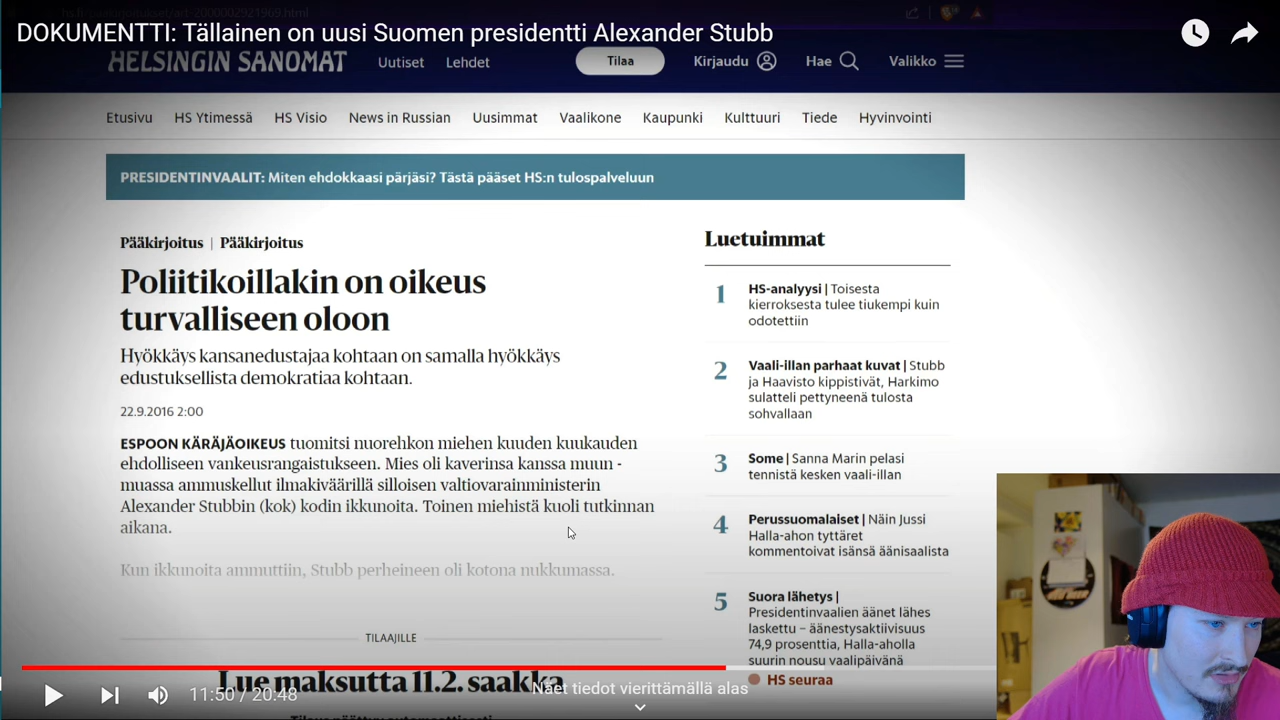 DOKUMENTTI: Tällainen on uusi Suomen presidentti Alexander Stubb
HELSINGIN SANOMAT
Uutiset Lehdet Tilaa Kirjaudu Hae Valikko
Etusivu HS Ytimessä HS Visio News in Russian Uusimmat Vaalikone Kaupunki Kulttuuri Tiede Hyvinvointi
PRESIDENTINVAALIT: Miten ehdokkaasi pärjäsi? Tästä pääset HS:n tulospalveluun
Pääkirjoitus | Pääkirjoitus
Poliitikoillakin on oikeus
turvalliseen oloon
Hyökkäys kansanedustajaa kohtaan on samalla hyökkäys
edustuksellista demokratiaa kohtaan.
22.9.2016 2:00
ESPOON KÄRÄJÄOIKEUS tuomitsi nuorehkon miehen kuuden kuukauden
ehdolliseen vankeusrangaistukseen. Mies oli kaverinsa kanssa muun -
muassa ammuskellut ilmakiväärillä silloisen valtiovarainministerin
Alexander Stubbin (kok) kodin ikkunoita. Toinen miehistä kuoli tutkinnan
aikana.
Kun ikkunoita ammuttiin, Stubb perheineen oli kotona nukkumassa.
TILAAJILLE
Lue maksutta 11.2. saakka
Luetuimmat
1 HS-analyysi | Toisesta
kierroksesta tulee tiukempi kuin
odotettiin
2 Vaali-illan parhaat kuvat | Stubb
ja Haavisto kippistivät, Harkimo
sulatteli pettyneenä tulosta
sohvallaan
3 Some | Sanna Marin pelasi
tennistä kesken vaali-illan
4 Perussuomalaiset | Näin Jussi
Halla-ahon tyttäret
kommentoivat isänsä äänisaalista
5 Suora lähetys |
Presidentinvaalien äänet lähes
laskettu – äänestysaktiivisuus
74,9 prosenttia, Halla-aholla
suurin nousu vaalipäivänä
HS seuraa
11:50 / 20:48
Näet tiedot vierittämällä alas